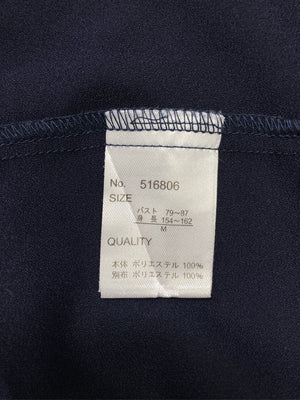 No. 516806
SIZE
バスト 79~87
身 長 154~162
M
QUALITY
本体 ポリエステル 100%
別布 ポリエステル 100%